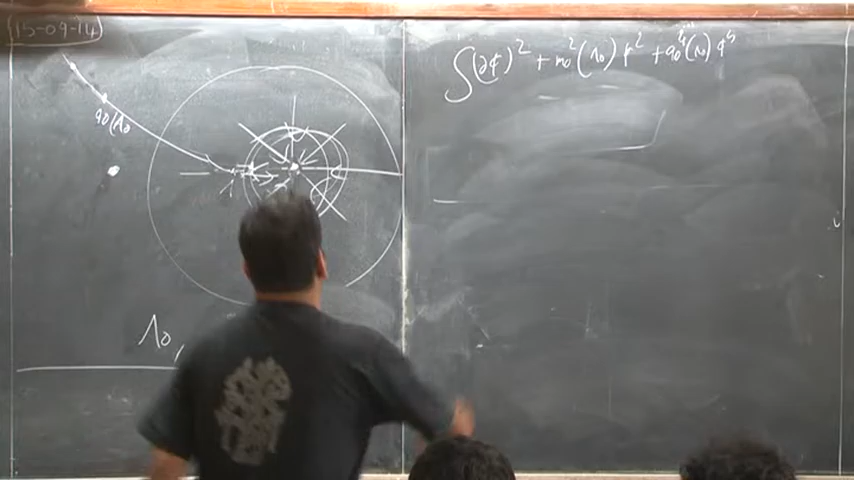 15-09-14
∫(∂φ)² + m₀²(Λ₀) φ² + g₀(Λ₀) φ⁴
g₀(Λ₀
Λ₀,